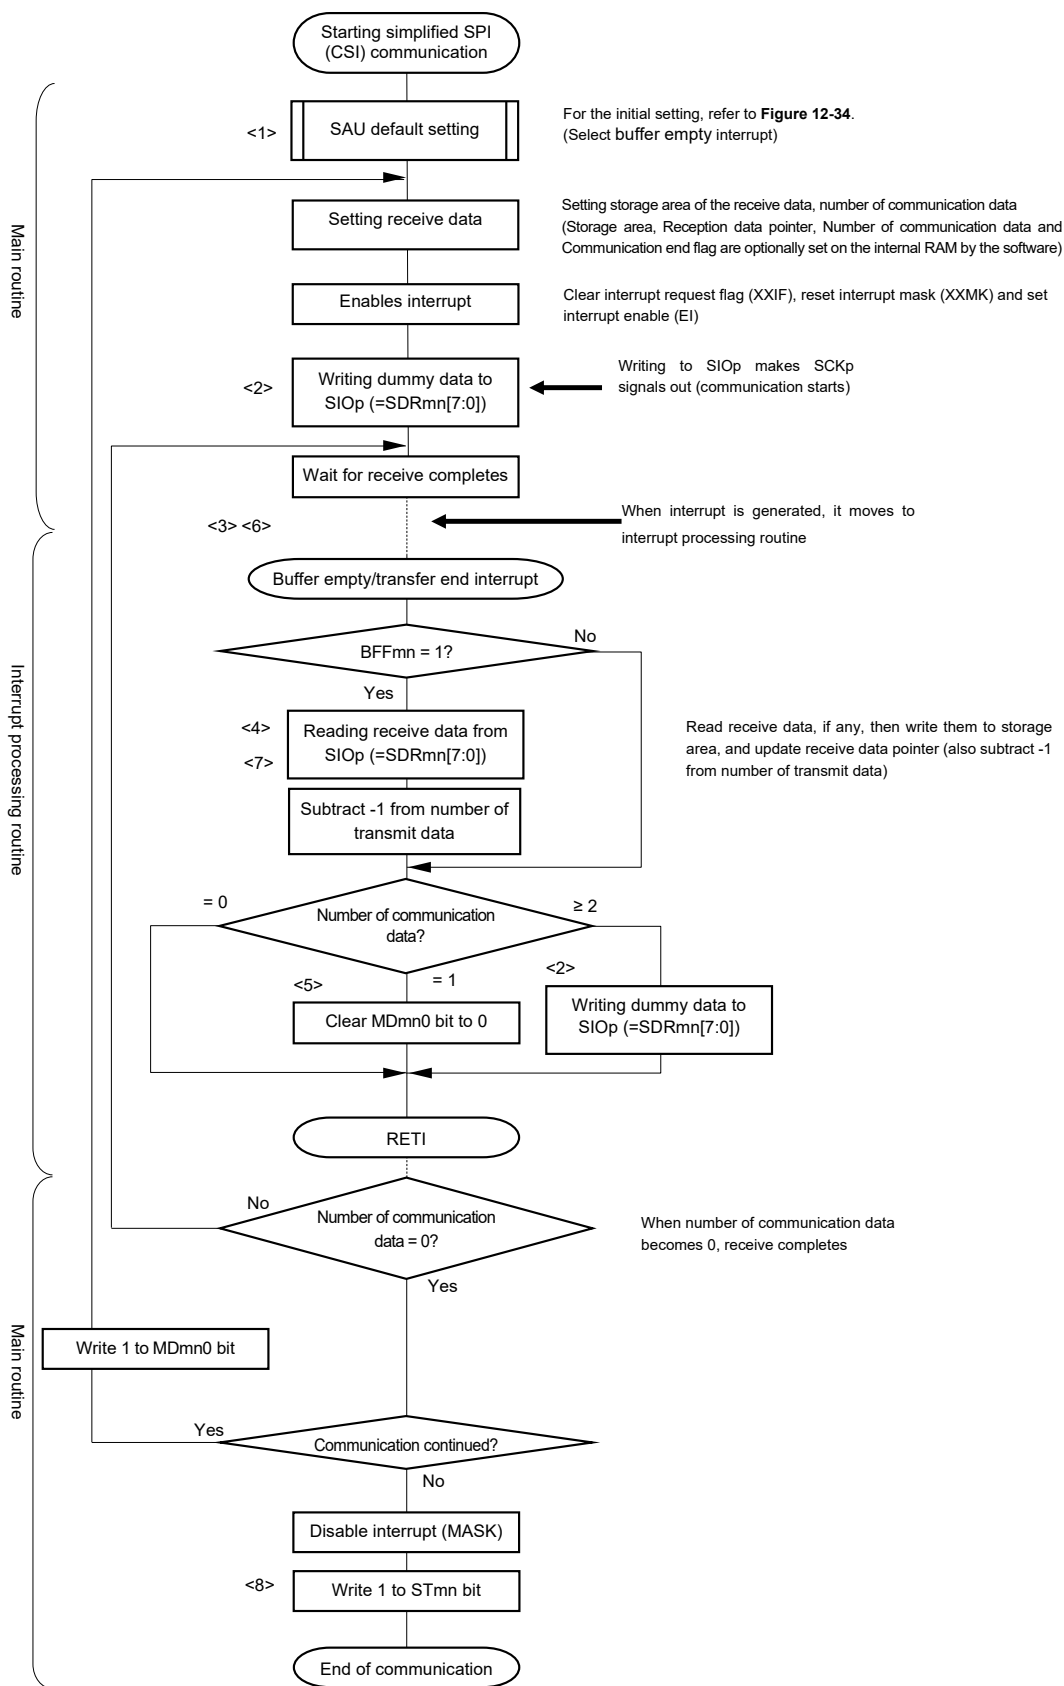 Starting simplified SPI
(CSI) communication
<1>
SAU default setting
For the initial setting, refer to Figure 12-34.
(Select buffer empty interrupt)
Main routine
Setting receive data
Setting storage area of the receive data, number of communication data
(Storage area, Reception data pointer, Number of communication data and
Communication end flag are optionally set on the internal RAM by the software)
Enables interrupt
Clear interrupt request flag (XXIF), reset interrupt mask (XXMK) and set
interrupt enable (EI)
<2>
Writing dummy data to
SIOp (=SDRmn[7:0])
Writing to SIOp makes SCKp
signals out (communication starts)
Wait for receive completes
<3> <6>
When interrupt is generated, it moves to
interrupt processing routine
Buffer empty/transfer end interrupt
Interrupt processing routine
BFFmn = 1?
No
Yes
<4>
<7>
Reading receive data from
SIOp (=SDRmn[7:0])
Read receive data, if any, then write them to storage
area, and update receive data pointer (also subtract -1
from number of transmit data)
Subtract -1 from number of
transmit data
= 0
Number of communication
data?
≥ 2
= 1
<5>
Clear MDmn0 bit to 0
<2>
Writing dummy data to
SIOp (=SDRmn[7:0])
RETI
No
Number of communication
data = 0?
When number of communication data
becomes 0, receive completes
Yes
Main routine
Write 1 to MDmn0 bit
Yes
Communication continued?
No
Disable interrupt (MASK)
<8>
Write 1 to STmn bit
End of communication